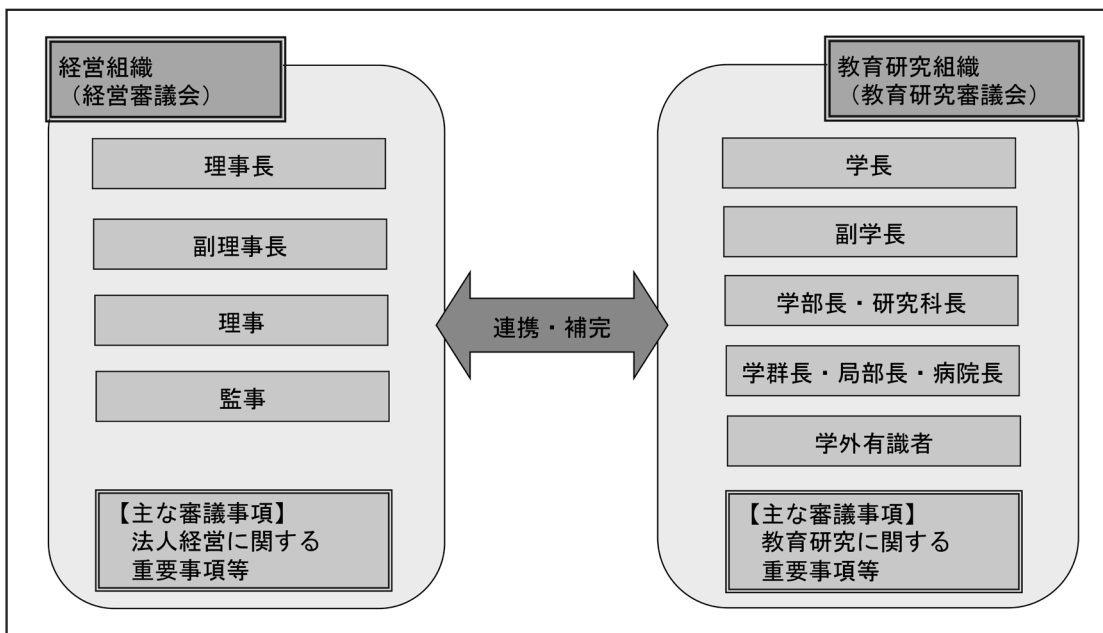 経営組織
（経営審議会）
理事長
副理事長
理事
監事
【主な審議事項】
法人経営に関する
重要事項等
連携・補完
教育研究組織
（教育研究審議会）
学長
副学長
学部長・研究科長
学群長・局部長・病院長
学外有識者
【主な審議事項】
教育研究に関する
重要事項等